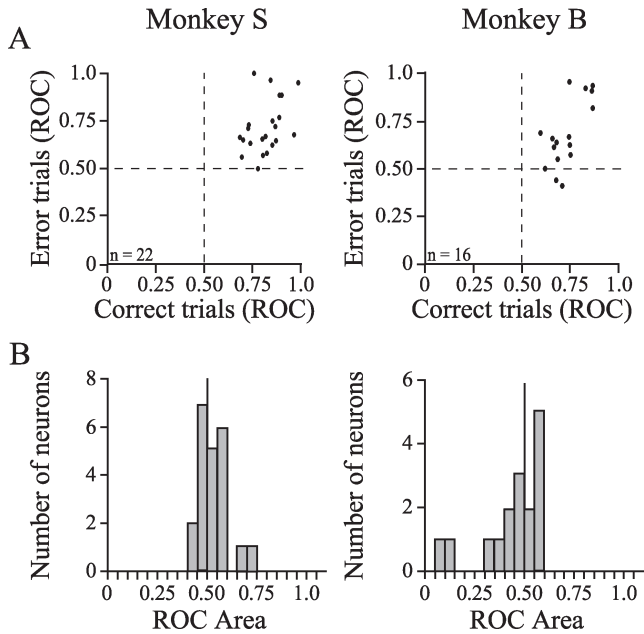 Monkey S Monkey B
A
Error trials (ROC)
1.0
0.75
0.50
0.25
0
n = 22
0 0.25 0.50 0.75 1.0
Correct trials (ROC)
Error trials (ROC)
1.0
0.75
0.50
0.25
0
n = 16
0 0.25 0.50 0.75 1.0
Correct trials (ROC)
B
Number of neurons
8
6
4
2
0
0 0.25 0.50 0.75 1.0
ROC Area
Number of neurons
6
4
2
0
0 0.25 0.50 0.75 1.0
ROC Area